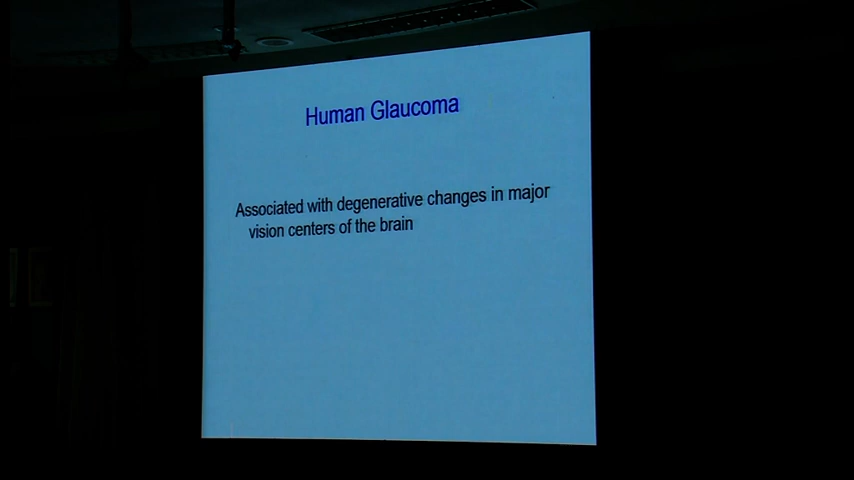 Human Glaucoma
Associated with degenerative changes in major
vision centers of the brain